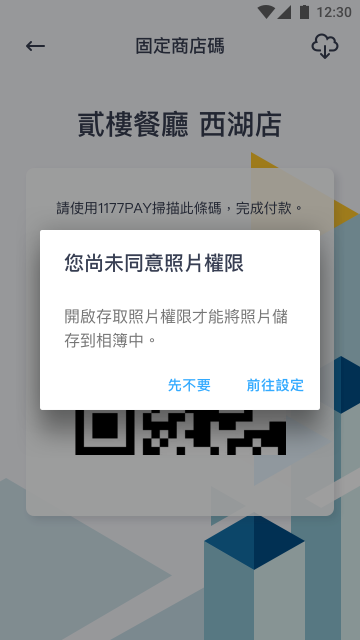 12:30
固定商店碼
貳樓餐廳 西湖店
請使用1177PAY掃描此條碼，完成付款。
您尚未同意照片權限
開啟存取照片權限才能將照片儲
存到相簿中。
先不要 前往設定